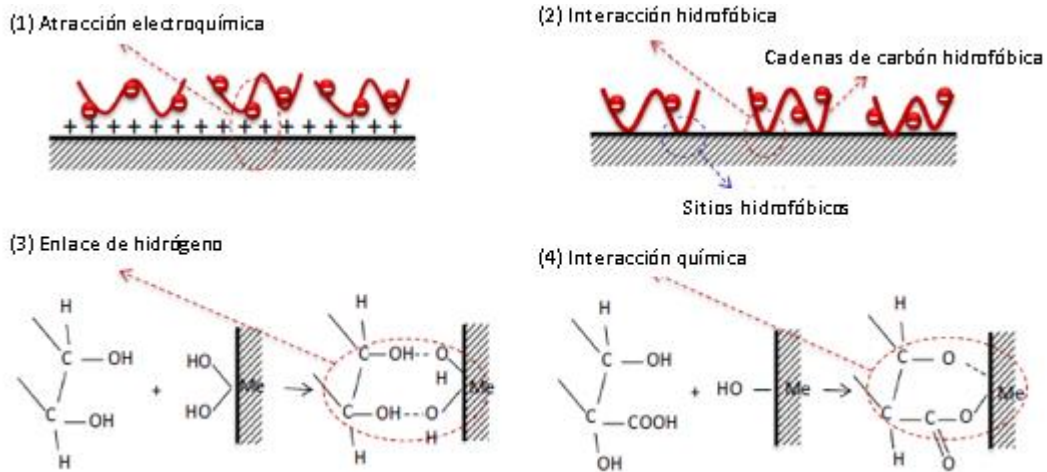 (1) Atracción electroquímica
+ + + + + + + + + + + + + + + + +
(2) Interacción hidrofóbica
Cadenas de carbón hidrofóbica
Sitios hidrofóbicos
(3) Enlace de hidrógeno
H
C — OH
C
OH
H
+
HO
HO
Me
H
C
OH
O
H
Me
C
OH
O
H
H
(4) Interacción química
H
C — OH
C
COOH
OH
+ HO — Me
H
C
O
Me
C
C
O
H
O